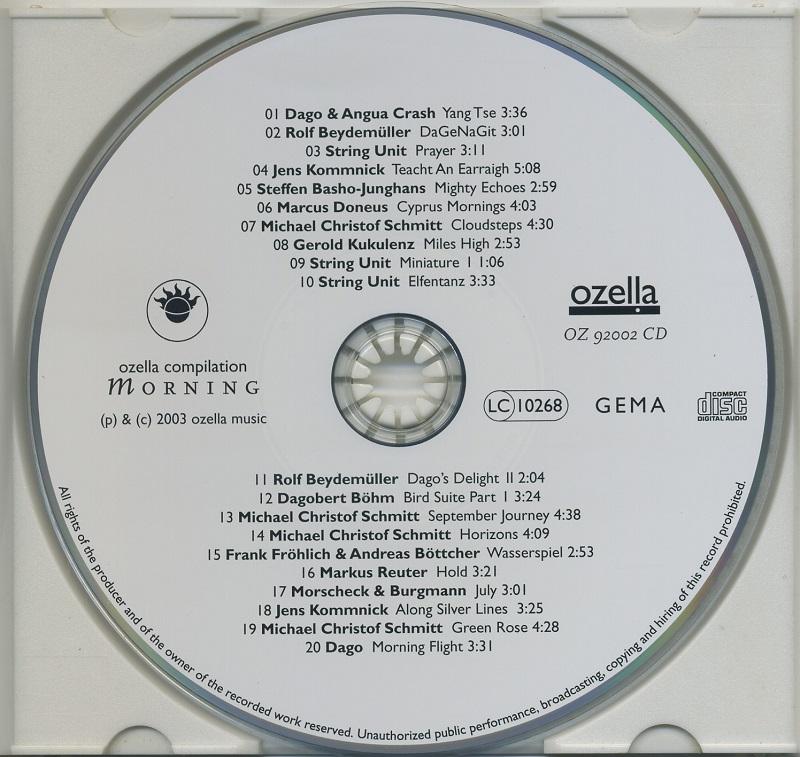 01 Dago & Angua Crash Yang Tse 3:36
02 Rolf Beydemüller DaGeNaGit 3:01
03 String Unit Prayer 3:11
04 Jens Kommnick Teacht An Earraigh 5:08
05 Steffen Basho-Junghans Mighty Echoes 2:59
06 Marcus Doneus Cyprus Mornings 4:03
07 Michael Christof Schmitt Cloudsteps 4:30
08 Gerold Kukulenz Miles High 2:53
09 String Unit Miniature 1 1:06
10 String Unit Elfentanz 3:33
ozella
OZ 92002 CD
ozella compilation
MORNING
(p) & (c) 2003 ozella music
LC 10268
GEMA
COMPACT
disc
DIGITAL AUDIO
11 Rolf Beydemüller Dago's Delight II 2:04
12 Dagobert Böhm Bird Suite Part 1 3:24
13 Michael Christof Schmitt September Journey 4:38
14 Michael Christof Schmitt Horizons 4:09
15 Frank Fröhlich & Andreas Böttcher Wasserspiel 2:53
16 Markus Reuter Hold 3:21
17 Morscheck & Burgmann July 3:01
18 Jens Kommnick Along Silver Lines 3:25
19 Michael Christof Schmitt Green Rose 4:28
20 Dago Morning Flight 3:31
All rights of the producer and of the owner of the recorded work reserved. Unauthorized public performance, broadcasting, copying and hiring of this record prohibited.